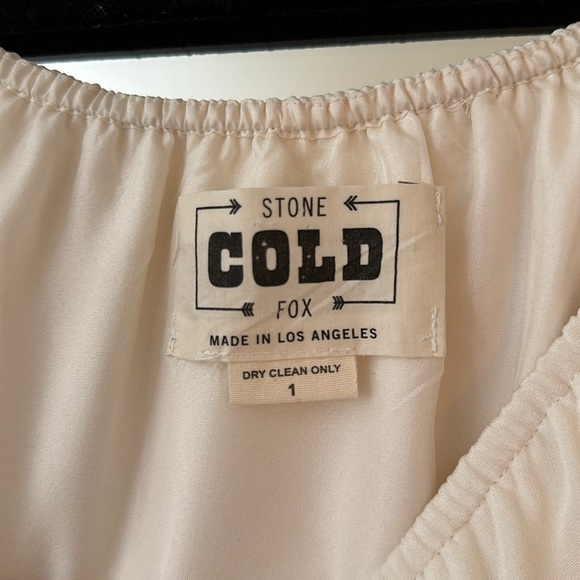 STONE
COLD
FOX
MADE IN LOS ANGELES
DRY CLEAN ONLY
1